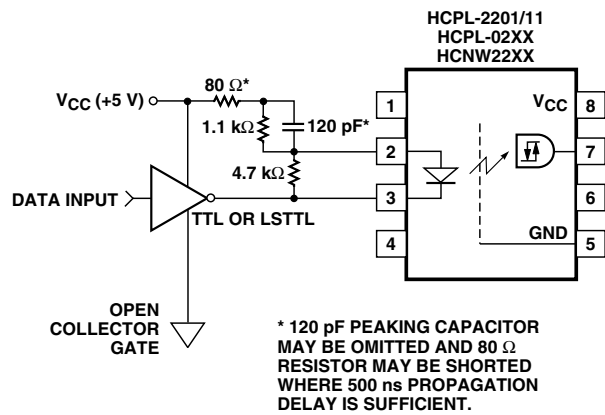 HCPL-2201/11
HCPL-02XX
HCNW22XX
80 Ω*
V_CC (+5 V)
1.1 kΩ
120 pF*
4.7 kΩ
DATA INPUT
TTL OR LSTTL
OPEN
COLLECTOR
GATE
1
2
3
4
V_CC
8
7
6
GND
5
* 120 pF PEAKING CAPACITOR
MAY BE OMITTED AND 80 Ω
RESISTOR MAY BE SHORTED
WHERE 500 ns PROPAGATION
DELAY IS SUFFICIENT.